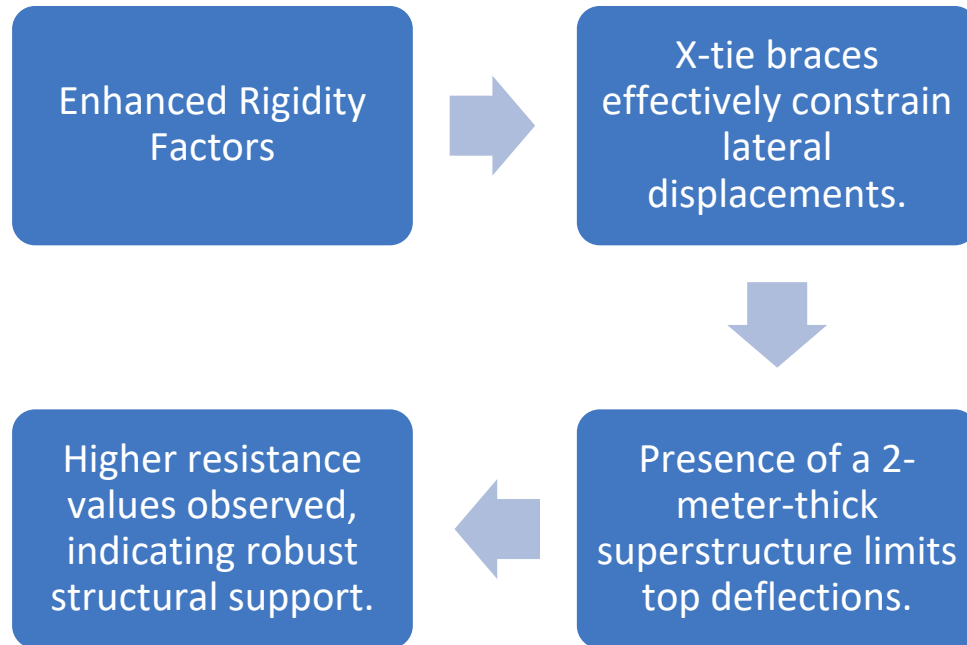 Enhanced Rigidity
Factors
X-tie braces
effectively constrain
lateral
displacements.
Presence of a 2-
meter-thick
superstructure limits
top deflections.
Higher resistance
values observed,
indicating robust
structural support.